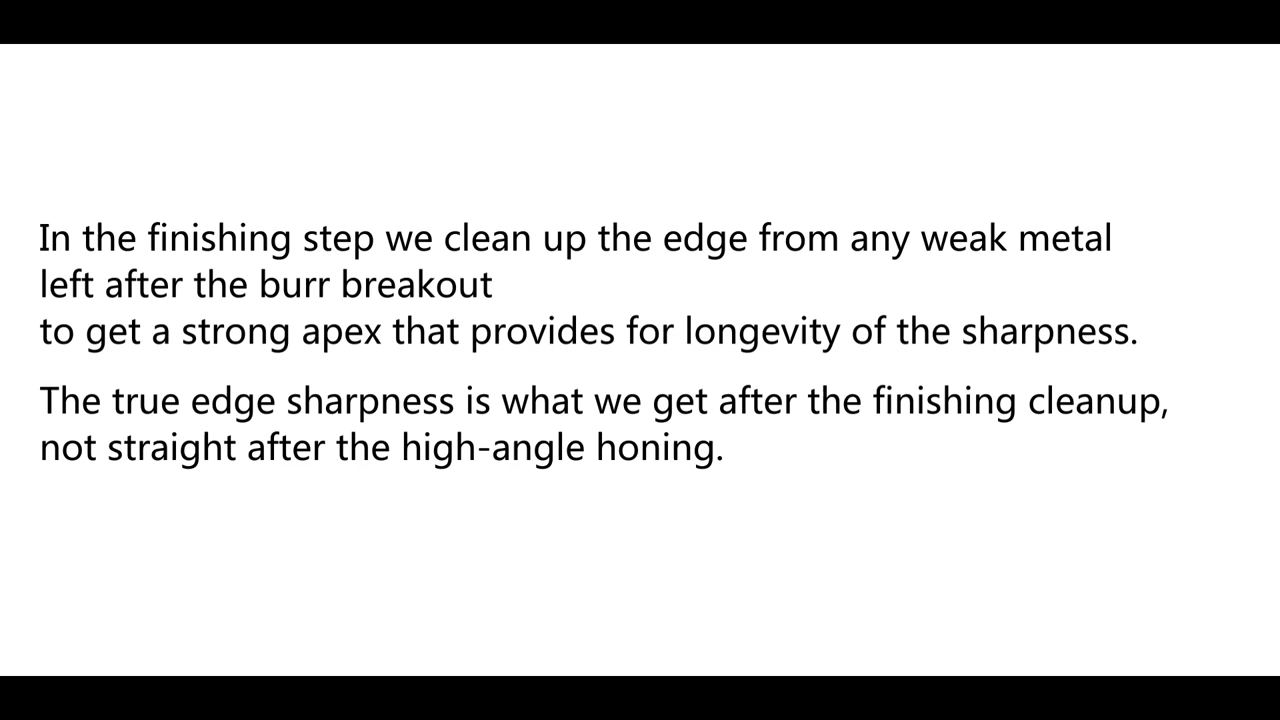 In the finishing step we clean up the edge from any weak metal
left after the burr breakout
to get a strong apex that provides for longevity of the sharpness.
The true edge sharpness is what we get after the finishing cleanup,
not straight after the high-angle honing.